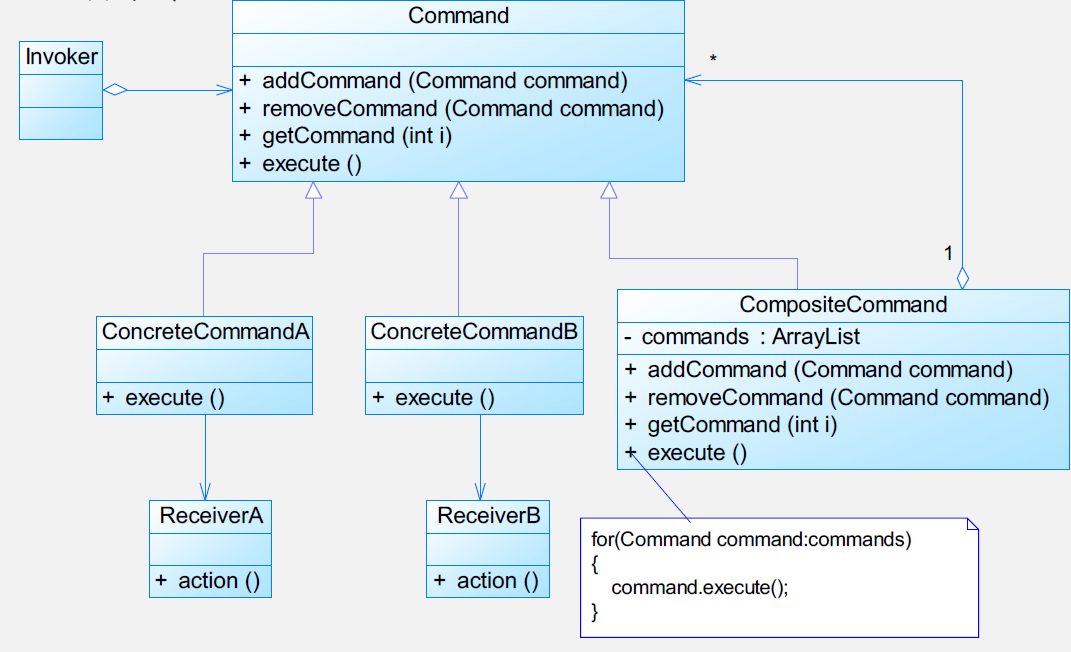 Command
Invoker
+ addCommand (Command command)
+ removeCommand (Command command)
+ getCommand (int i)
+ execute ()
*
1
ConcreteCommandA
+ execute ()
ConcreteCommandB
+ execute ()
CompositeCommand
- commands : ArrayList
+ addCommand (Command command)
+ removeCommand (Command command)
+ getCommand (int i)
+ execute ()
ReceiverA
+ action ()
ReceiverB
+ action ()
for(Command command:commands)
{
command.execute();
}